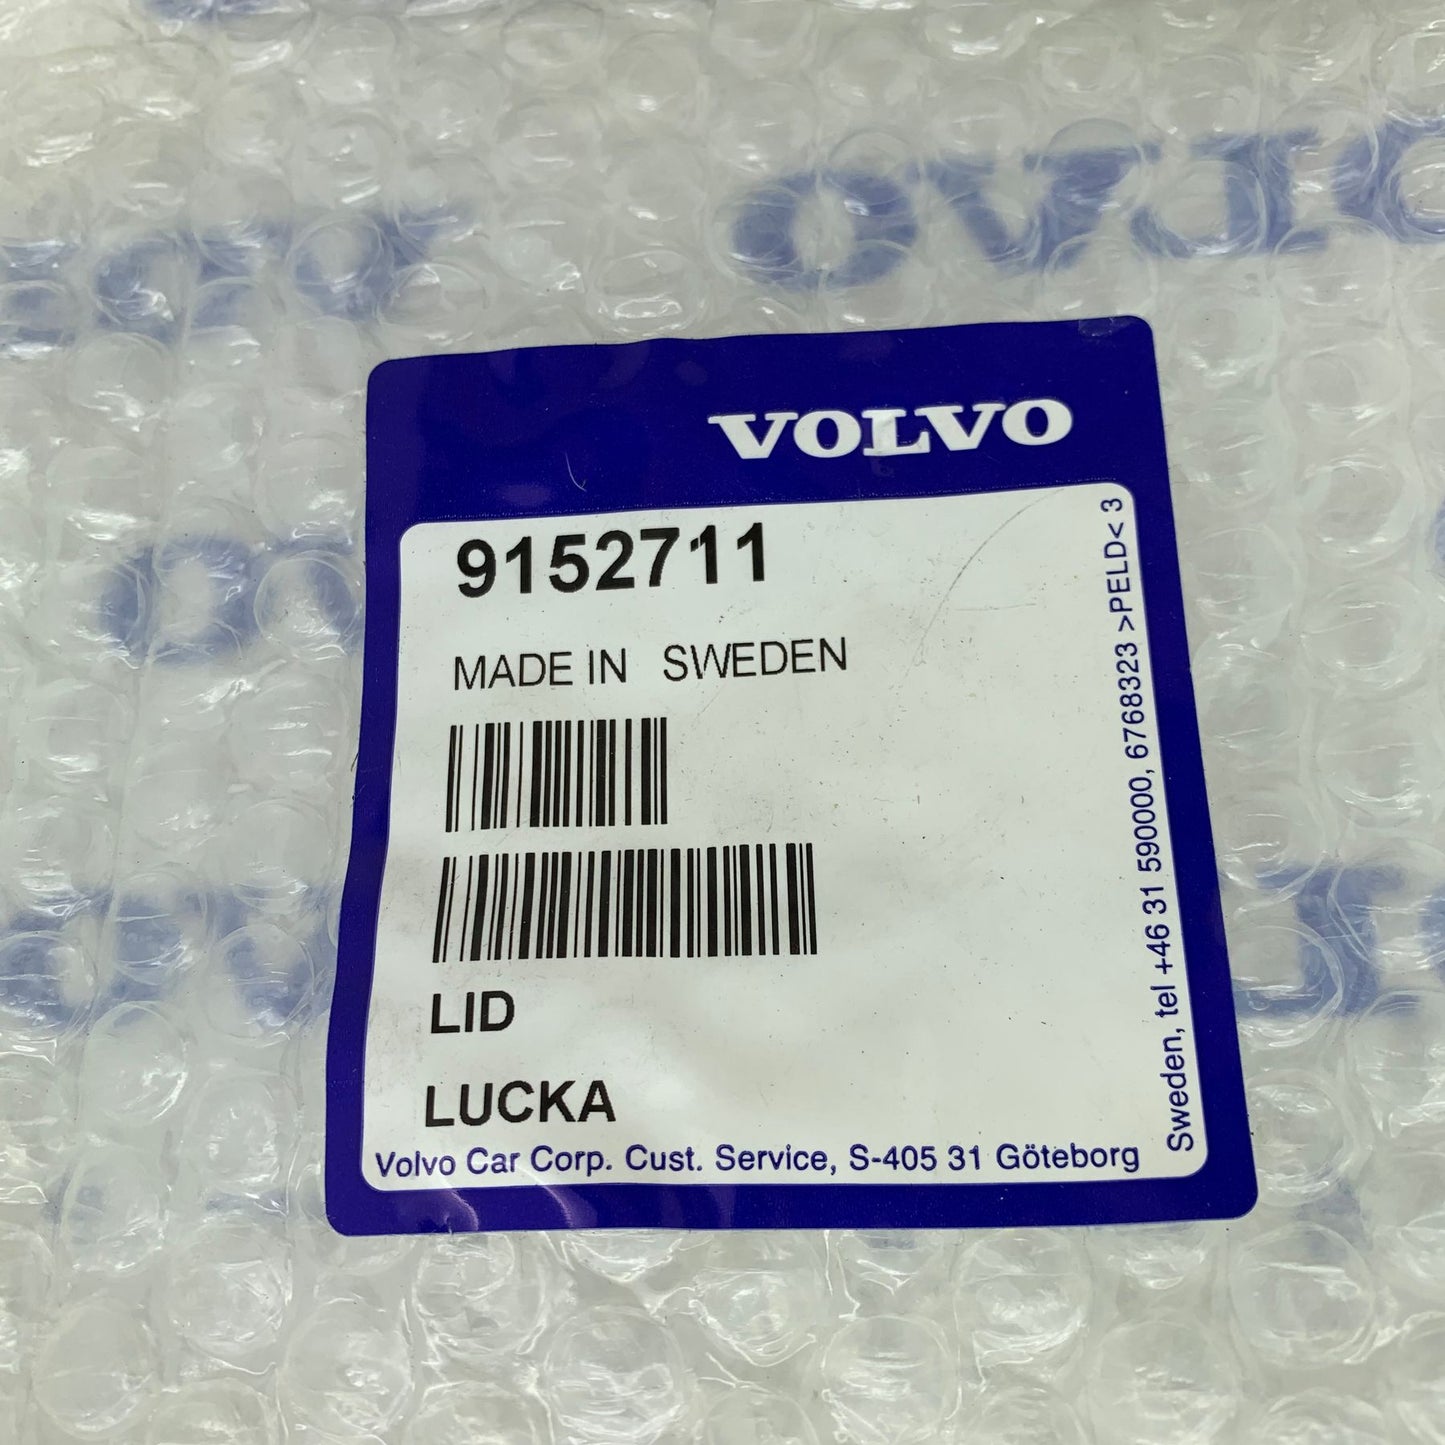 VOLVO
9152711
MADE IN SWEDEN
LID
LUCKA
Volvo Car Corp. Cust. Service, S-405 31 Göteborg
Sweden, tel +46 31 590000, 6768323 >PELD< 3